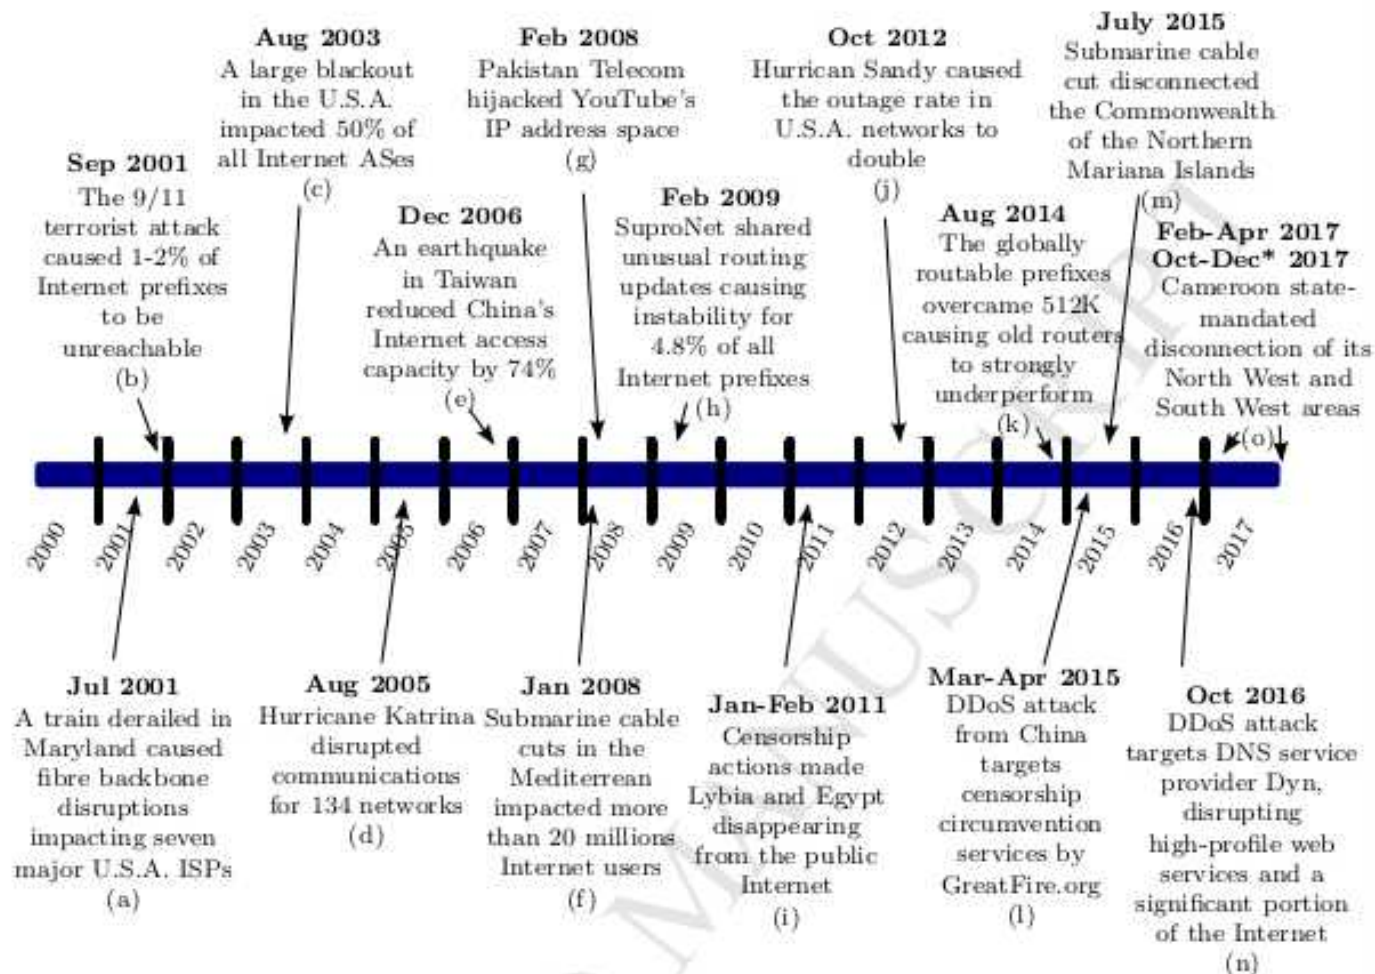 Aug 2003
A large blackout
in the U.S.A.
impacted 50% of
all Internet ASes
(c)
Feb 2008
Pakistan Telecom
hijacked YouTube's
IP address space
(g)
Oct 2012
Hurrican Sandy caused
the outage rate in
U.S.A. networks to
double
(j)
July 2015
Submarine cable
cut disconnected
the Commonwealth
of the Northern
Mariana Islands
(m)
Sep 2001
The 9/11
terrorist attack
caused 1-2% of
Internet prefixes
to be
unreachable
(b)
Dec 2006
An earthquake
in Taiwan
reduced China's
Internet access
capacity by 74%
(e)
Feb 2009
SuproNet shared
unusual routing
updates causing
instability for
4.8% of all
Internet prefixes
(h)
Aug 2014
The globally
routable prefixes
overcame 512K
causing old routers
to strongly
underperform
(k)
Feb-Apr 2017
Oct-Dec* 2017
Cameroon state-
mandated
disconnection of its
North West and
South West areas
(o)
2000
2001
2002
2003
2004
2005
2006
2007
2008
2009
2010
2011
2012
2013
2014
2015
2016
2017
Jul 2001
A train derailed in
Maryland caused
fibre backbone
disruptions
impacting seven
major U.S.A. ISPs
(a)
Aug 2005
Hurricane Katrina
disrupted
communications
for 134 networks
(d)
Jan 2008
Submarine cable
cuts in the
Mediterrean
impacted more
than 20 millions
Internet users
(f)
Jan-Feb 2011
Censorship
actions made
Lybia and Egypt
disappearing
from the public
Internet
(i)
Mar-Apr 2015
DDoS attack
from China
targets
censorship
circumvention
services by
GreatFire.org
(l)
Oct 2016
DDoS attack
targets DNS service
provider Dyn,
disrupting
high-profile web
services and a
significant portion
of the Internet
(n)
MANUSCRIPT